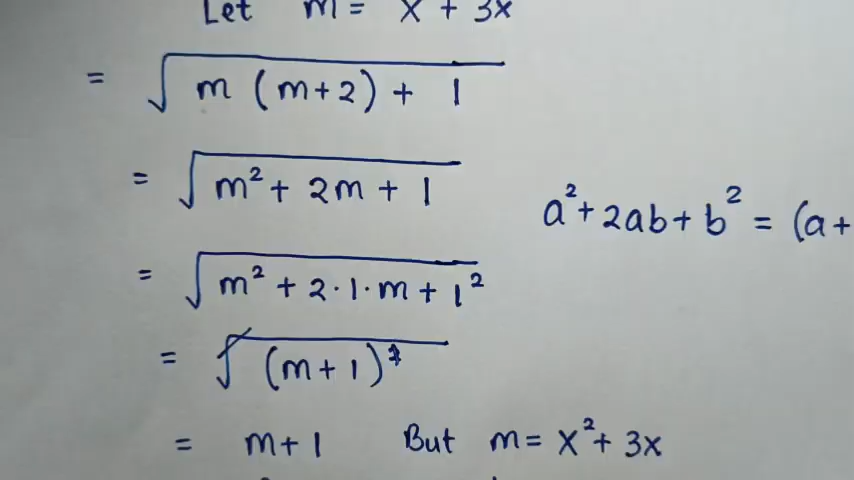 Let m = x + 3x
= √m (m+2) + 1
= √m² + 2m + 1
a² + 2ab + b² = (a +
= √m² + 2·1·m + 1²
= √(m+1)²
= m+1 But m = x² + 3x